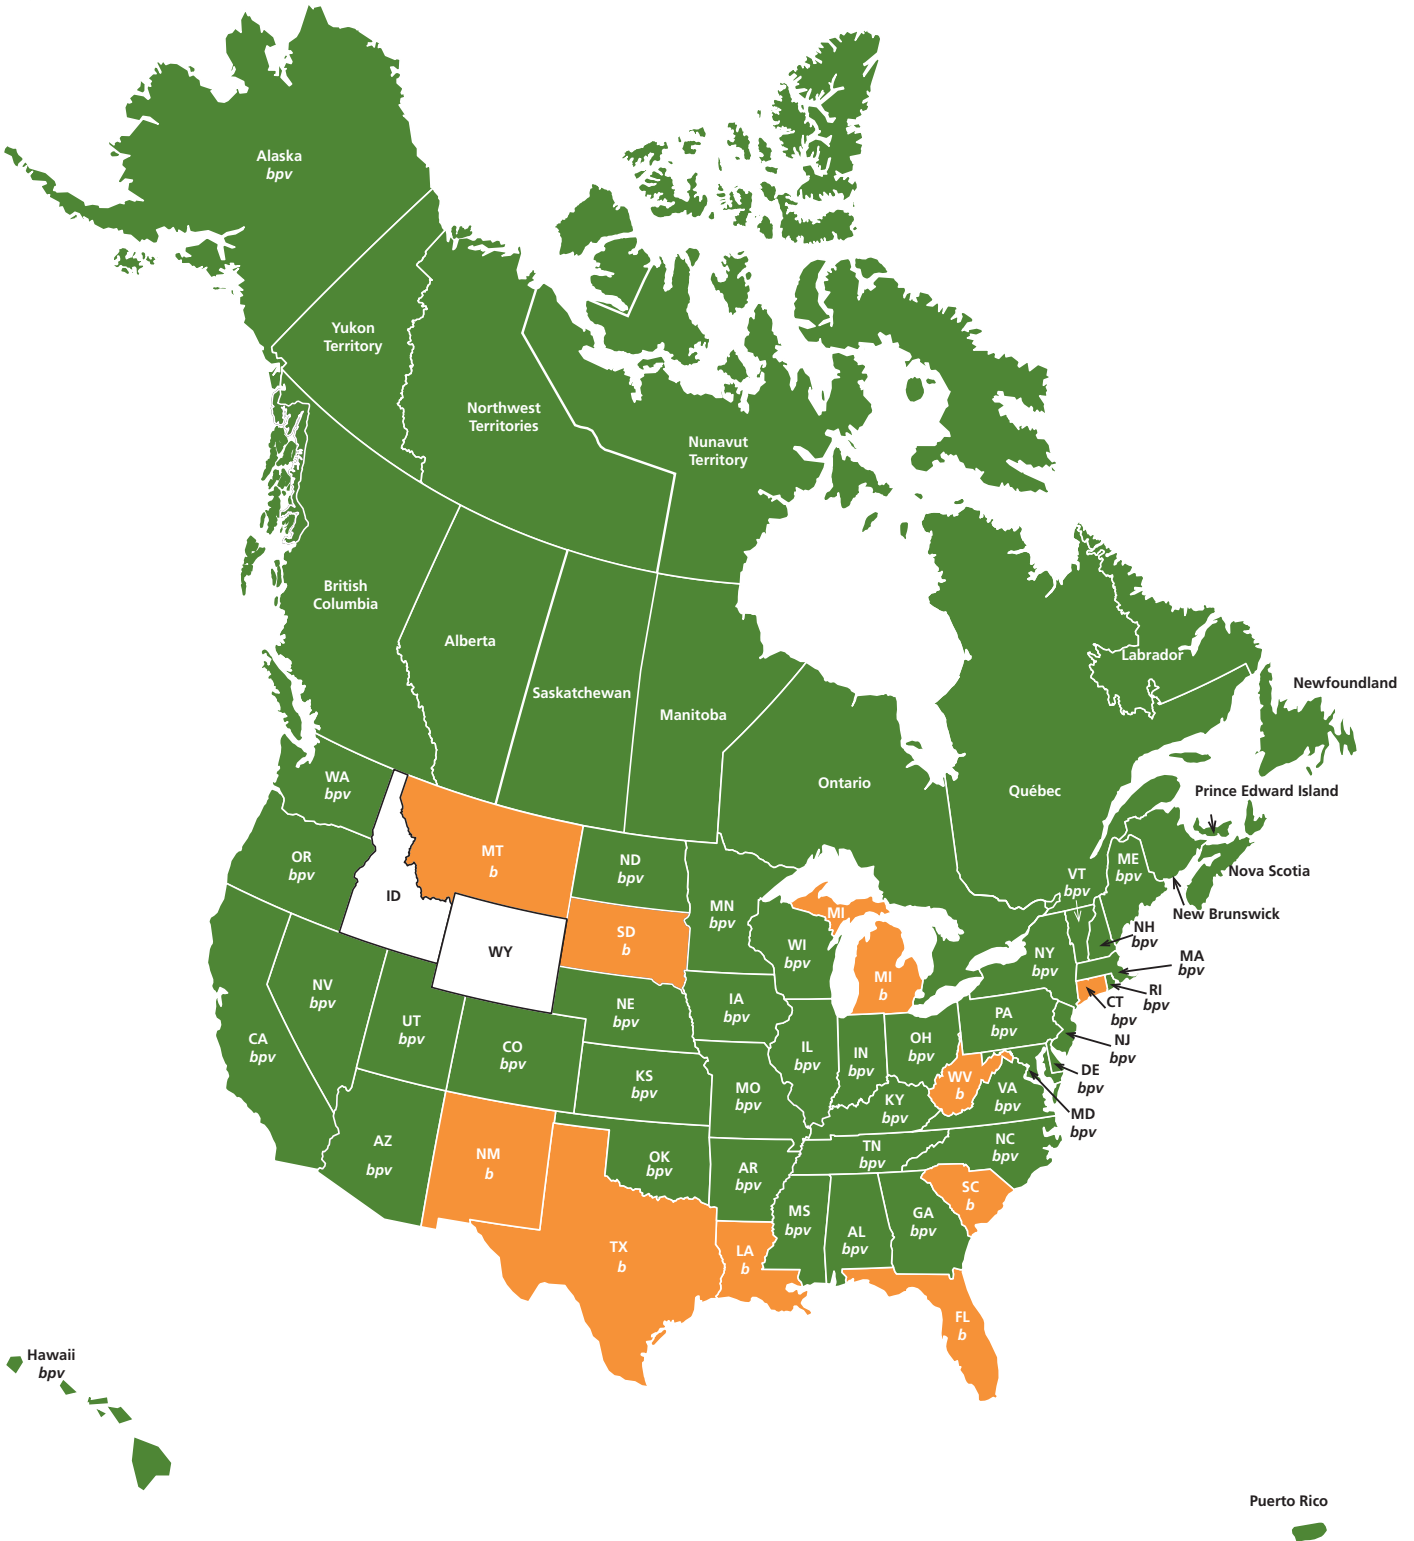 Alaska
bpv
Yukon
Territory
Northwest
Territories
Nunavut
Territory
British
Columbia
Alberta
Saskatchewan
Manitoba
Ontario
Québec
Labrador
Newfoundland
Prince Edward Island
Nova Scotia
New Brunswick
WA
bpv
OR
bpv
ID
MT
b
WY
ND
bpv
SD
b
MN
bpv
WI
bpv
MI
MI
b
VT
bpv
ME
bpv
NH
bpv
MA
bpv
RI
bpv
CT
bpv
NY
bpv
PA
bpv
NJ
bpv
DE
bpv
MD
bpv
CA
bpv
NV
bpv
UT
bpv
CO
bpv
NE
bpv
IA
bpv
KS
bpv
MO
bpv
IL
bpv
IN
bpv
OH
bpv
WV
b
VA
bpv
KY
bpv
TN
bpv
NC
bpv
SC
b
GA
bpv
AL
bpv
MS
bpv
AR
bpv
OK
bpv
AZ
bpv
NM
b
TX
b
LA
b
FL
b
Hawaii
bpv
Puerto Rico